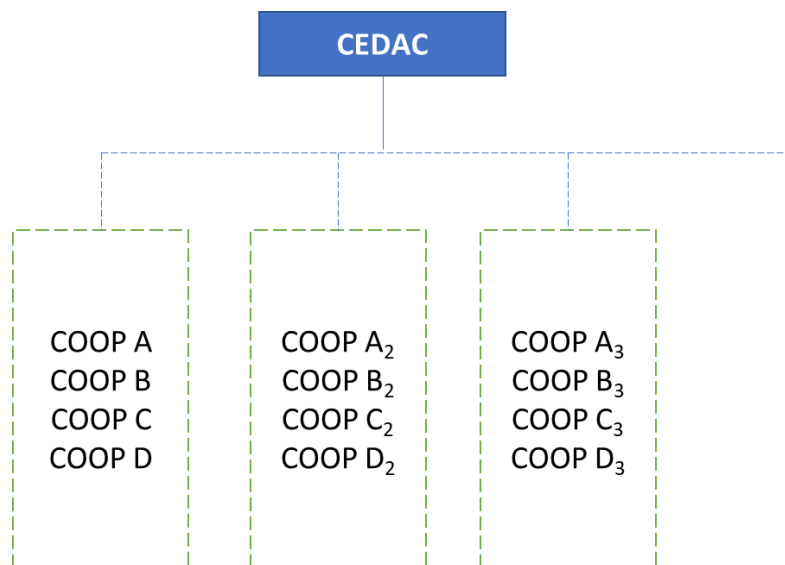 CEDAC
COOP A
COOP B
COOP C
COOP D
COOP A₂
COOP B₂
COOP C₂
COOP D₂
COOP A₃
COOP B₃
COOP C₃
COOP D₃